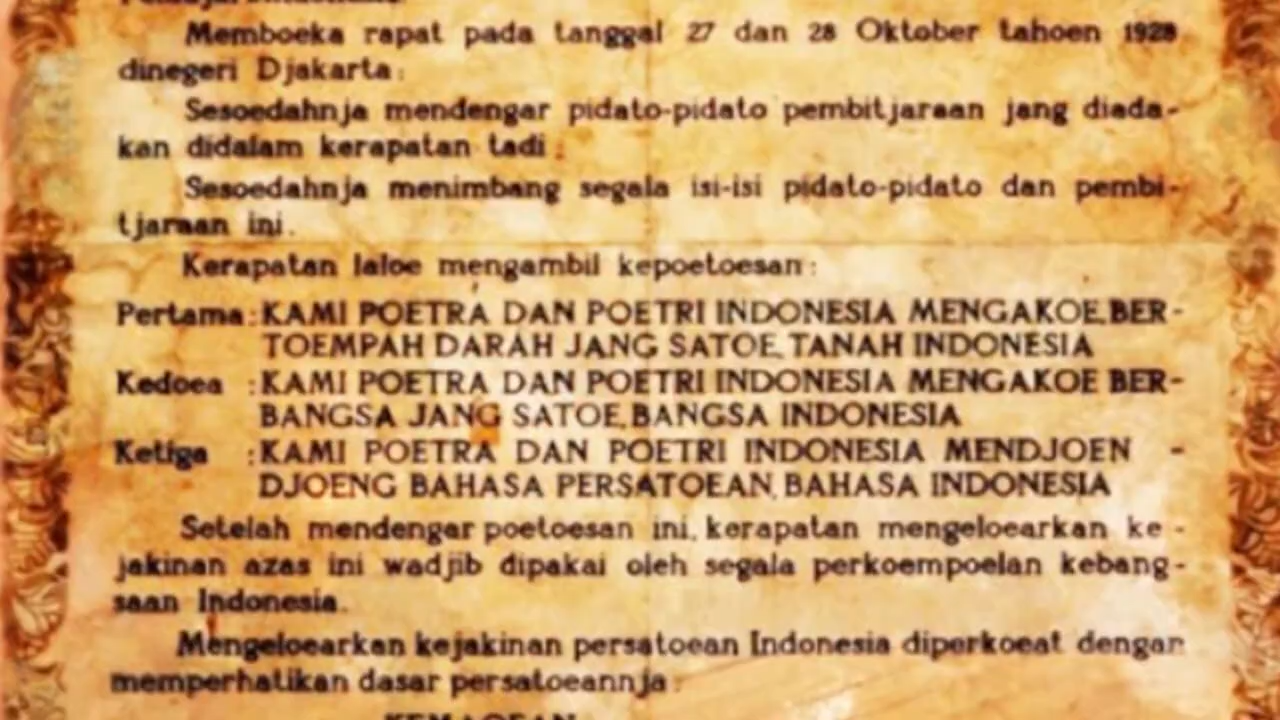 Memboeka rapat pada tanggal 27 dan 28 Oktober tahoen 1928
dinegeri Djakarta;
Sesoedahnja mendengar pidato-pidato pembitjaraan jang diada-
kan didalam kerapatan tadi;
Sesoedahnja menimbang segala isi-isi pidato-pidato dan pembi-
tjaraan ini.
Kerapatan laloe mengambil kepoetoesan:
Pertama: KAMI POETRA DAN POETRI INDONESIA MENGAKOE BER-
TOEMPAH DARAH JANG SATOE, TANAH INDONESIA
Kedoea : KAMI POETRA DAN POETRI INDONESIA MENGAKOE BER-
BANGSA JANG SATOE, BANGSA INDONESIA
Ketiga : KAMI POETRA DAN POETRI INDONESIA MENDJOEN -
DJOENG BAHASA PERSATOEAN, BAHASA INDONESIA
Setelah mendengar poetoesan ini, kerapatan mengeloearkan ke-
jakinan azas ini wadjib dipakai oleh segala perkoempoelan kebang-
saan Indonesia.
Mengeloearkan kejakinan persatoean Indonesia diperkoeat dengan
memperhatikan dasar persatoeannja: